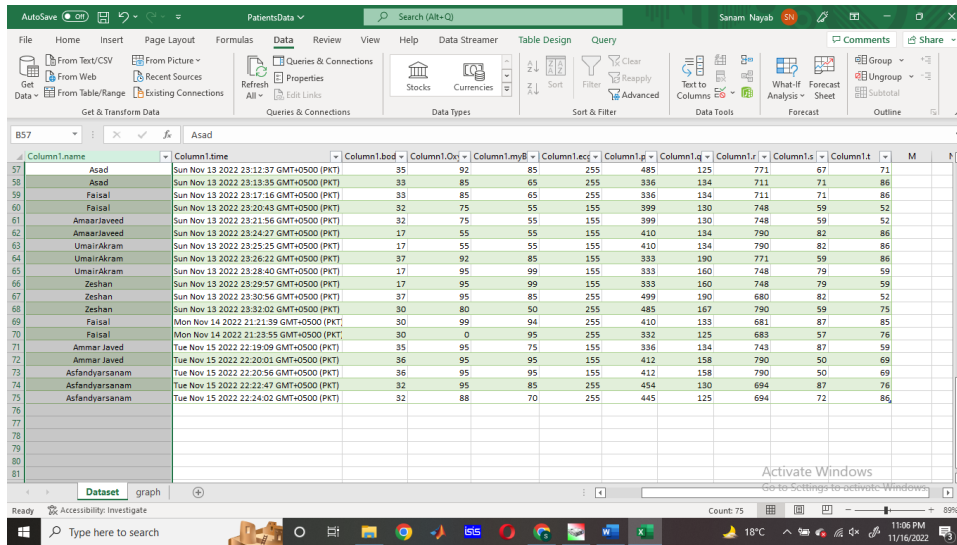 AutoSave Off PatientsData Search (Alt+Q) Sanam Nayab SN
File Home Insert Page Layout Formulas Data Review View Help Data Streamer Table Design Query Comments Share
Get Data From Text/CSV From Web From Table/Range From Picture Recent Sources Existing Connections
Refresh All Queries & Connections Properties Edit Links
Stocks Currencies Sort Filter Clear Reapply Advanced
Text to Columns What-If Analysis Forecast Sheet Group Ungroup Subtotal
Get & Transform Data Queries & Connections Data Types Sort & Filter Data Tools Forecast Outline
B57 fx Asad
Column1.name Column1.time Column1.bod Column1.Oxy Column1.myB Column1.ecg Column1.p Column1.q Column1.r Column1.s Column1.t M
57 Asad Sun Nov 13 2022 23:12:37 GMT+0500 (PKT) 35 92 85 255 485 125 771 67 71
58 Asad Sun Nov 13 2022 23:13:35 GMT+0500 (PKT) 33 85 65 255 336 134 711 71 86
59 Faisal Sun Nov 13 2022 23:17:16 GMT+0500 (PKT) 33 85 65 255 336 134 711 71 86
60 Faisal Sun Nov 13 2022 23:20:43 GMT+0500 (PKT) 32 75 55 155 399 130 748 59 52
61 AmaarJaveed Sun Nov 13 2022 23:21:56 GMT+0500 (PKT) 32 75 55 155 399 130 748 59 52
62 AmaarJaveed Sun Nov 13 2022 23:24:27 GMT+0500 (PKT) 17 55 55 155 410 134 790 82 86
63 UmairAkram Sun Nov 13 2022 23:25:25 GMT+0500 (PKT) 17 55 55 155 410 134 790 82 86
64 UmairAkram Sun Nov 13 2022 23:26:22 GMT+0500 (PKT) 37 92 85 155 333 190 771 59 86
65 UmairAkram Sun Nov 13 2022 23:28:40 GMT+0500 (PKT) 17 95 99 155 333 160 748 79 59
66 Zeshan Sun Nov 13 2022 23:29:57 GMT+0500 (PKT) 17 95 99 155 333 160 748 79 59
67 Zeshan Sun Nov 13 2022 23:30:56 GMT+0500 (PKT) 37 95 85 255 499 190 680 82 52
68 Zeshan Sun Nov 13 2022 23:32:02 GMT+0500 (PKT) 30 80 50 255 485 167 790 59 75
69 Faisal Mon Nov 14 2022 21:21:39 GMT+0500 (PKT) 30 99 94 255 410 133 681 87 85
70 Faisal Mon Nov 14 2022 21:23:55 GMT+0500 (PKT) 30 0 95 255 332 125 683 57 76
71 Ammar Javed Tue Nov 15 2022 22:19:09 GMT+0500 (PKT) 35 95 75 155 336 134 743 87 59
72 Ammar Javed Tue Nov 15 2022 22:20:01 GMT+0500 (PKT) 36 95 95 155 412 158 790 50 69
73 Asfandyarsanam Tue Nov 15 2022 22:20:56 GMT+0500 (PKT) 36 95 95 155 412 158 790 50 69
74 Asfandyarsanam Tue Nov 15 2022 22:22:47 GMT+0500 (PKT) 32 95 85 255 454 130 694 87 76
75 Asfandyarsanam Tue Nov 15 2022 22:24:02 GMT+0500 (PKT) 32 88 70 255 445 125 694 72 86
76
77
78
79
80
81
Activate Windows
Go to Settings to activate Windows.
Dataset graph
Ready Accessibility: Investigate Count: 75 89%
Type here to search isis 18°C 11:06 PM
11/16/2022 3